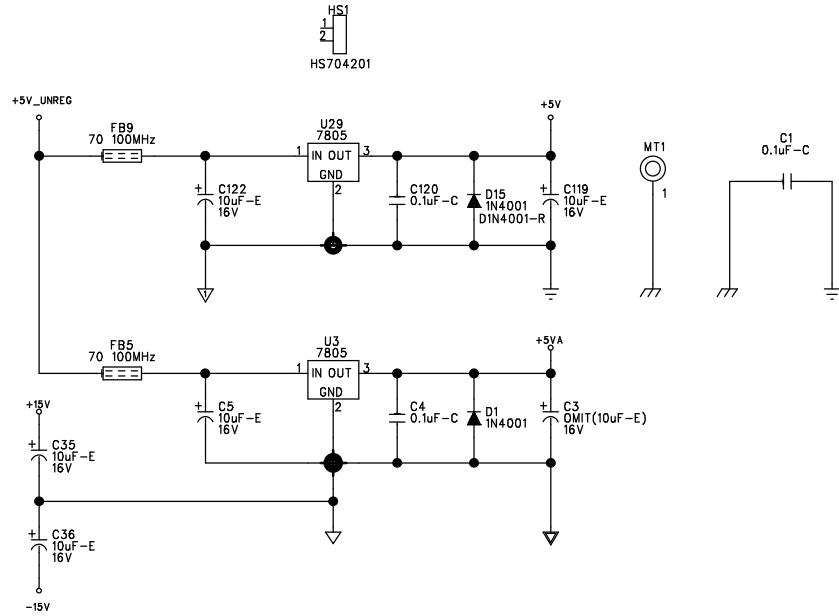 HS1
1
2
HS704201
+5V_UNREG
FB9
70 100MHz
U29
7805
1
IN OUT
3
GND
2
+5V
C122
10uF-E
16V
C120
0.1uF-C
D15
1N4001
D1N4001-R
C119
10uF-E
16V
1
MT1
1
C1
0.1uF-C
FB5
70 100MHz
U3
7805
1
IN OUT
3
GND
2
+5VA
C5
10uF-E
16V
C4
0.1uF-C
D1
1N4001
C3
OMIT(10uF-E)
16V
+15V
C35
10uF-E
16V
C36
10uF-E
16V
-15V